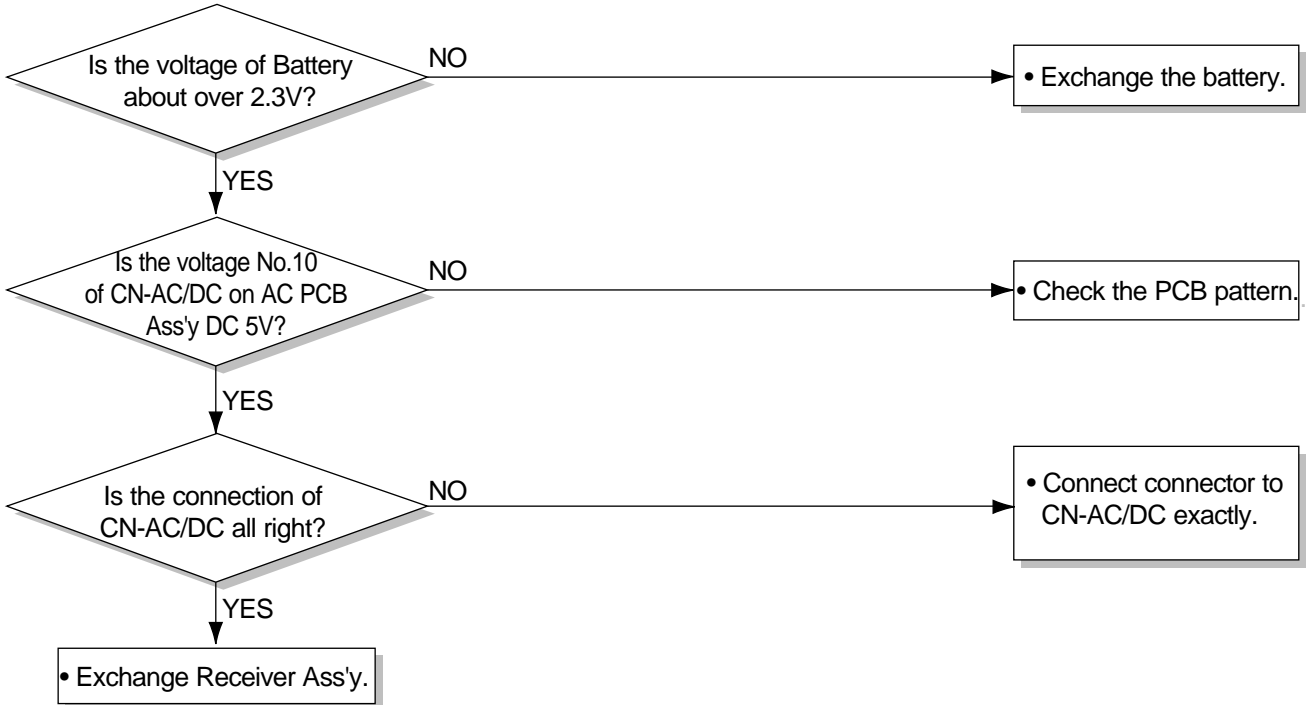 Is the voltage of Battery
about over 2.3V?
NO
• Exchange the battery.
YES
Is the voltage No.10
of CN-AC/DC on AC PCB
Ass'y DC 5V?
NO
• Check the PCB pattern.
YES
Is the connection of
CN-AC/DC all right?
NO
• Connect connector to
CN-AC/DC exactly.
YES
• Exchange Receiver Ass'y.